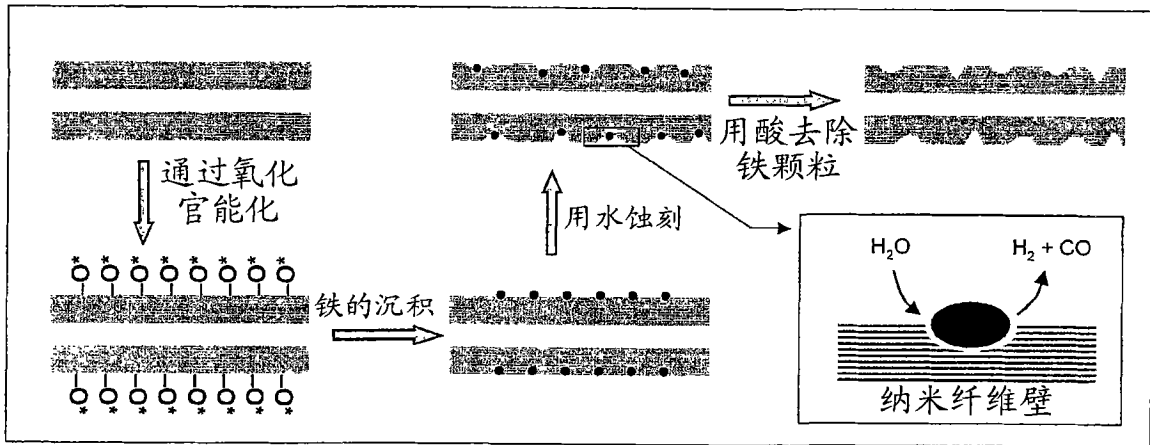 通过氧化
官能化
O* O* O* O* O* O* O* O*
铁的沉积
O* O* O* O* O* O* O* O*
用水蚀刻
用酸去除
铁颗粒
H₂O
H₂ + CO
纳米纤维壁